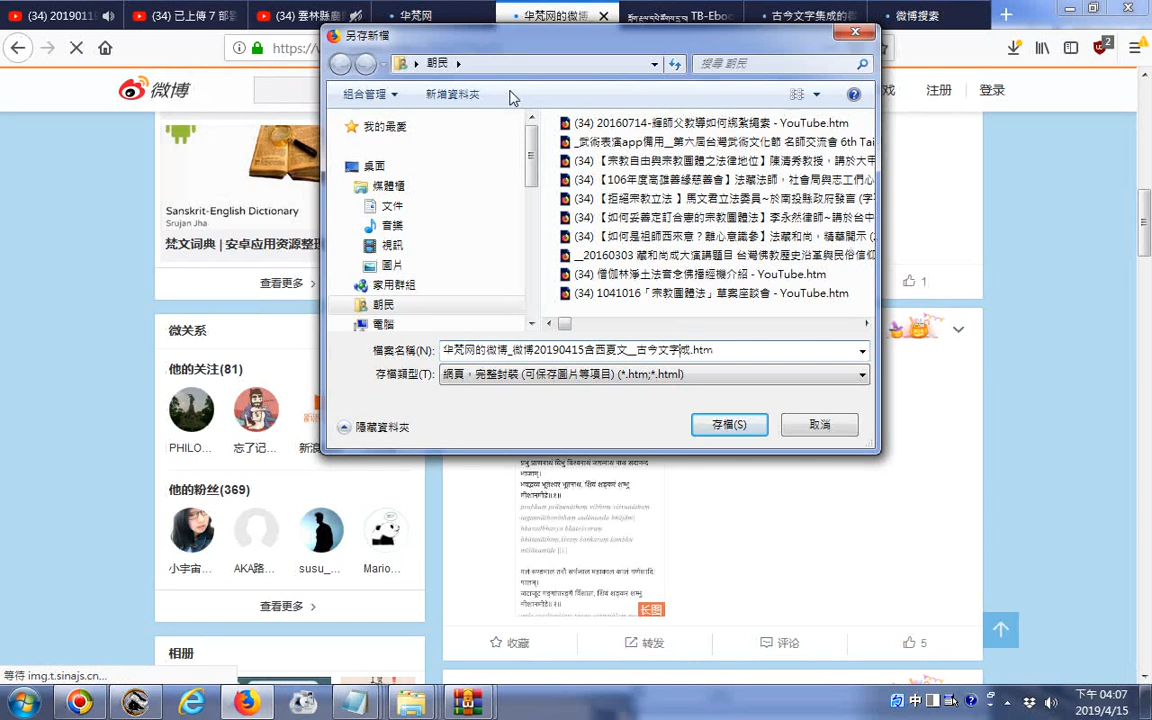 (34) 2019011
(34) 已上傳 7 部影
(34) 雲林縣
华梵网
华梵网的微博
TB-Eboo
古今文字集成的
微博搜索
另存新檔
https://w
朝民
搜尋 朝民
組合管理
新增資料夾
微博
戏
注册
登录
我的最愛
桌面
媒體櫃
文件
音樂
視訊
圖片
家用群組
朝民
電腦
(34) 20160714-輝師父教導如何綁紮繩索 - YouTube.htm
_武術表演app備用__第六屆台灣武術文化節 名師交流會 6th Tai
(34) 【宗教自由與宗教團體之法律地位】陳清秀教授，講於大甲
(34) 【106年度高雄善緣慈善會】法藏法師，社會局與志工們心
(34) 【拒絕宗教立法 】馬文君立法委員~於南投縣政府發言 (字
(34) 【如何妥善定訂合憲的宗教團體法】李永然律師~講於台中
(34) 【如何是祖師西來意？離心意識參】法藏和尚，精華開示 (2
__20160303 藏和尚成大演講題目 台灣佛教歷史沿革與民俗信仰
(34) 僧伽林淨土法音念佛播經機介紹 - YouTube.htm
(34) 1041016「宗教團體法」草案座談會 - YouTube.htm
檔案名稱(N):
华梵网的微博_微博20190415含西夏文__古今文字成.htm
存檔類型(T):
網頁，完整封裝 (可保存圖片等項目) (*.htm;*.html)
隱藏資料夾
存檔(S)
取消
Sanskrit-English Dictionary
Srujan Jha
梵文词典 | 安卓应用资源整理
查看更多
1
微关系
他的关注(81)
PHILO...
忘了记...
新浪
他的粉丝(369)
小宇宙...
AKA路...
susu_...
Mario...
查看更多
相册
长图
收藏
转发
评论
5
等待 img.t.sinajs.cn...
中
下午 04:07
2019/4/15